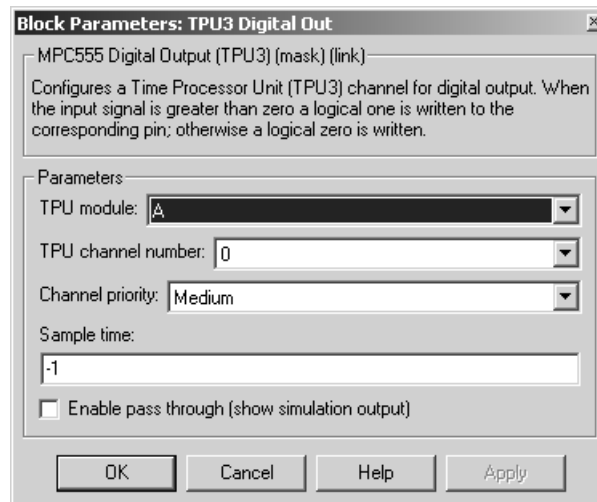 Block Parameters: TPU3 Digital Out
MPC555 Digital Output (TPU3) (mask) (link)
Configures a Time Processor Unit (TPU3) channel for digital output. When
the input signal is greater than zero a logical one is written to the
corresponding pin; otherwise a logical zero is written.
Parameters
TPU module: A
TPU channel number: 0
Channel priority: Medium
Sample time:
-1
Enable pass through (show simulation output)
OK Cancel Help Apply